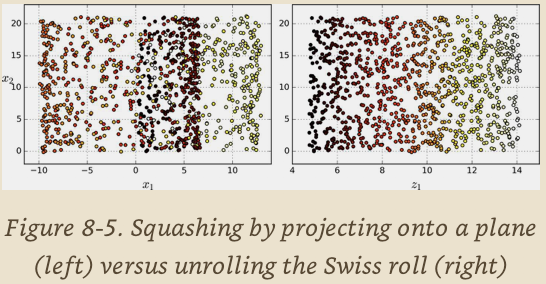 20
15
x₂
10
5
0
−10 −5 0 5 10
x₁
20
15
10
5
0
4 6 8 10 12 14
z₁
Figure 8-5. Squashing by projecting onto a plane
(left) versus unrolling the Swiss roll (right)